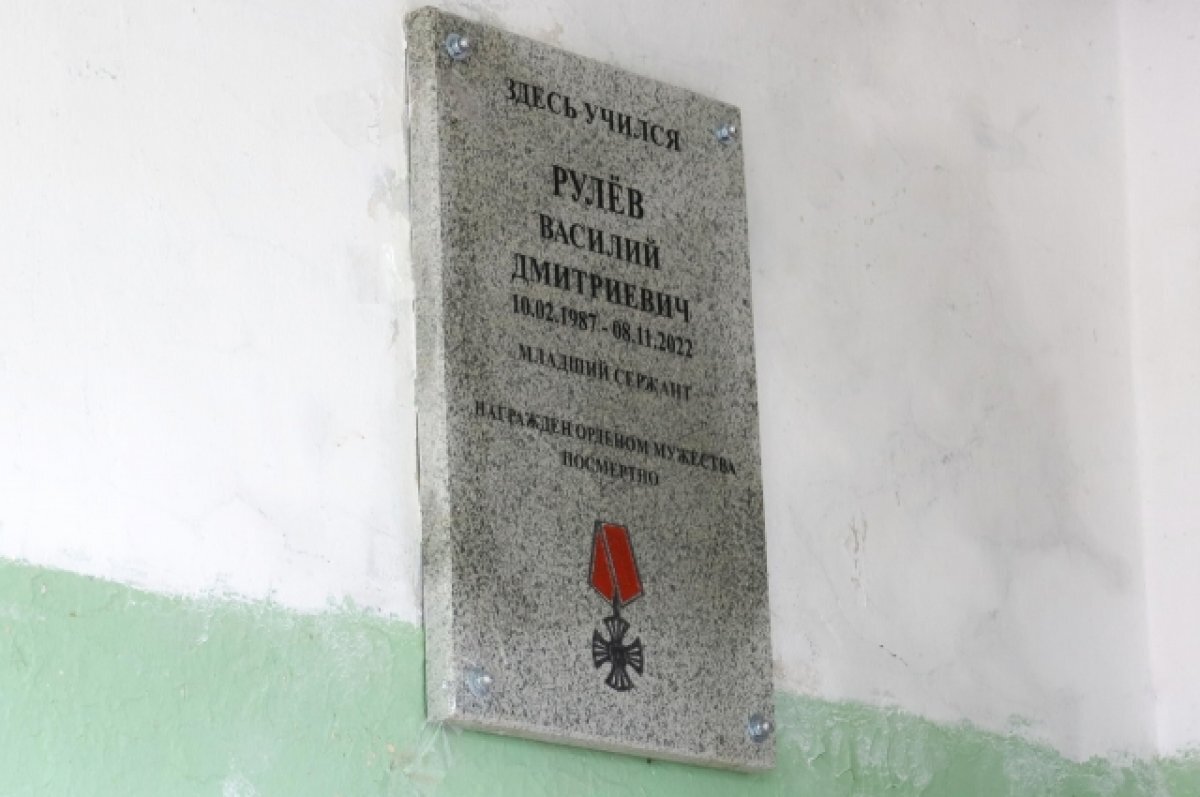 ЗДЕСЬ УЧИЛСЯ
РУЛЁВ
ВАСИЛИЙ
ДМИТРИЕВИЧ
10.02.1987 - 08.11.2022
МЛАДШИЙ СЕРЖАНТ
НАГРАЖДЕН ОРДЕНОМ МУЖЕСТВА
ПОСМЕРТНО